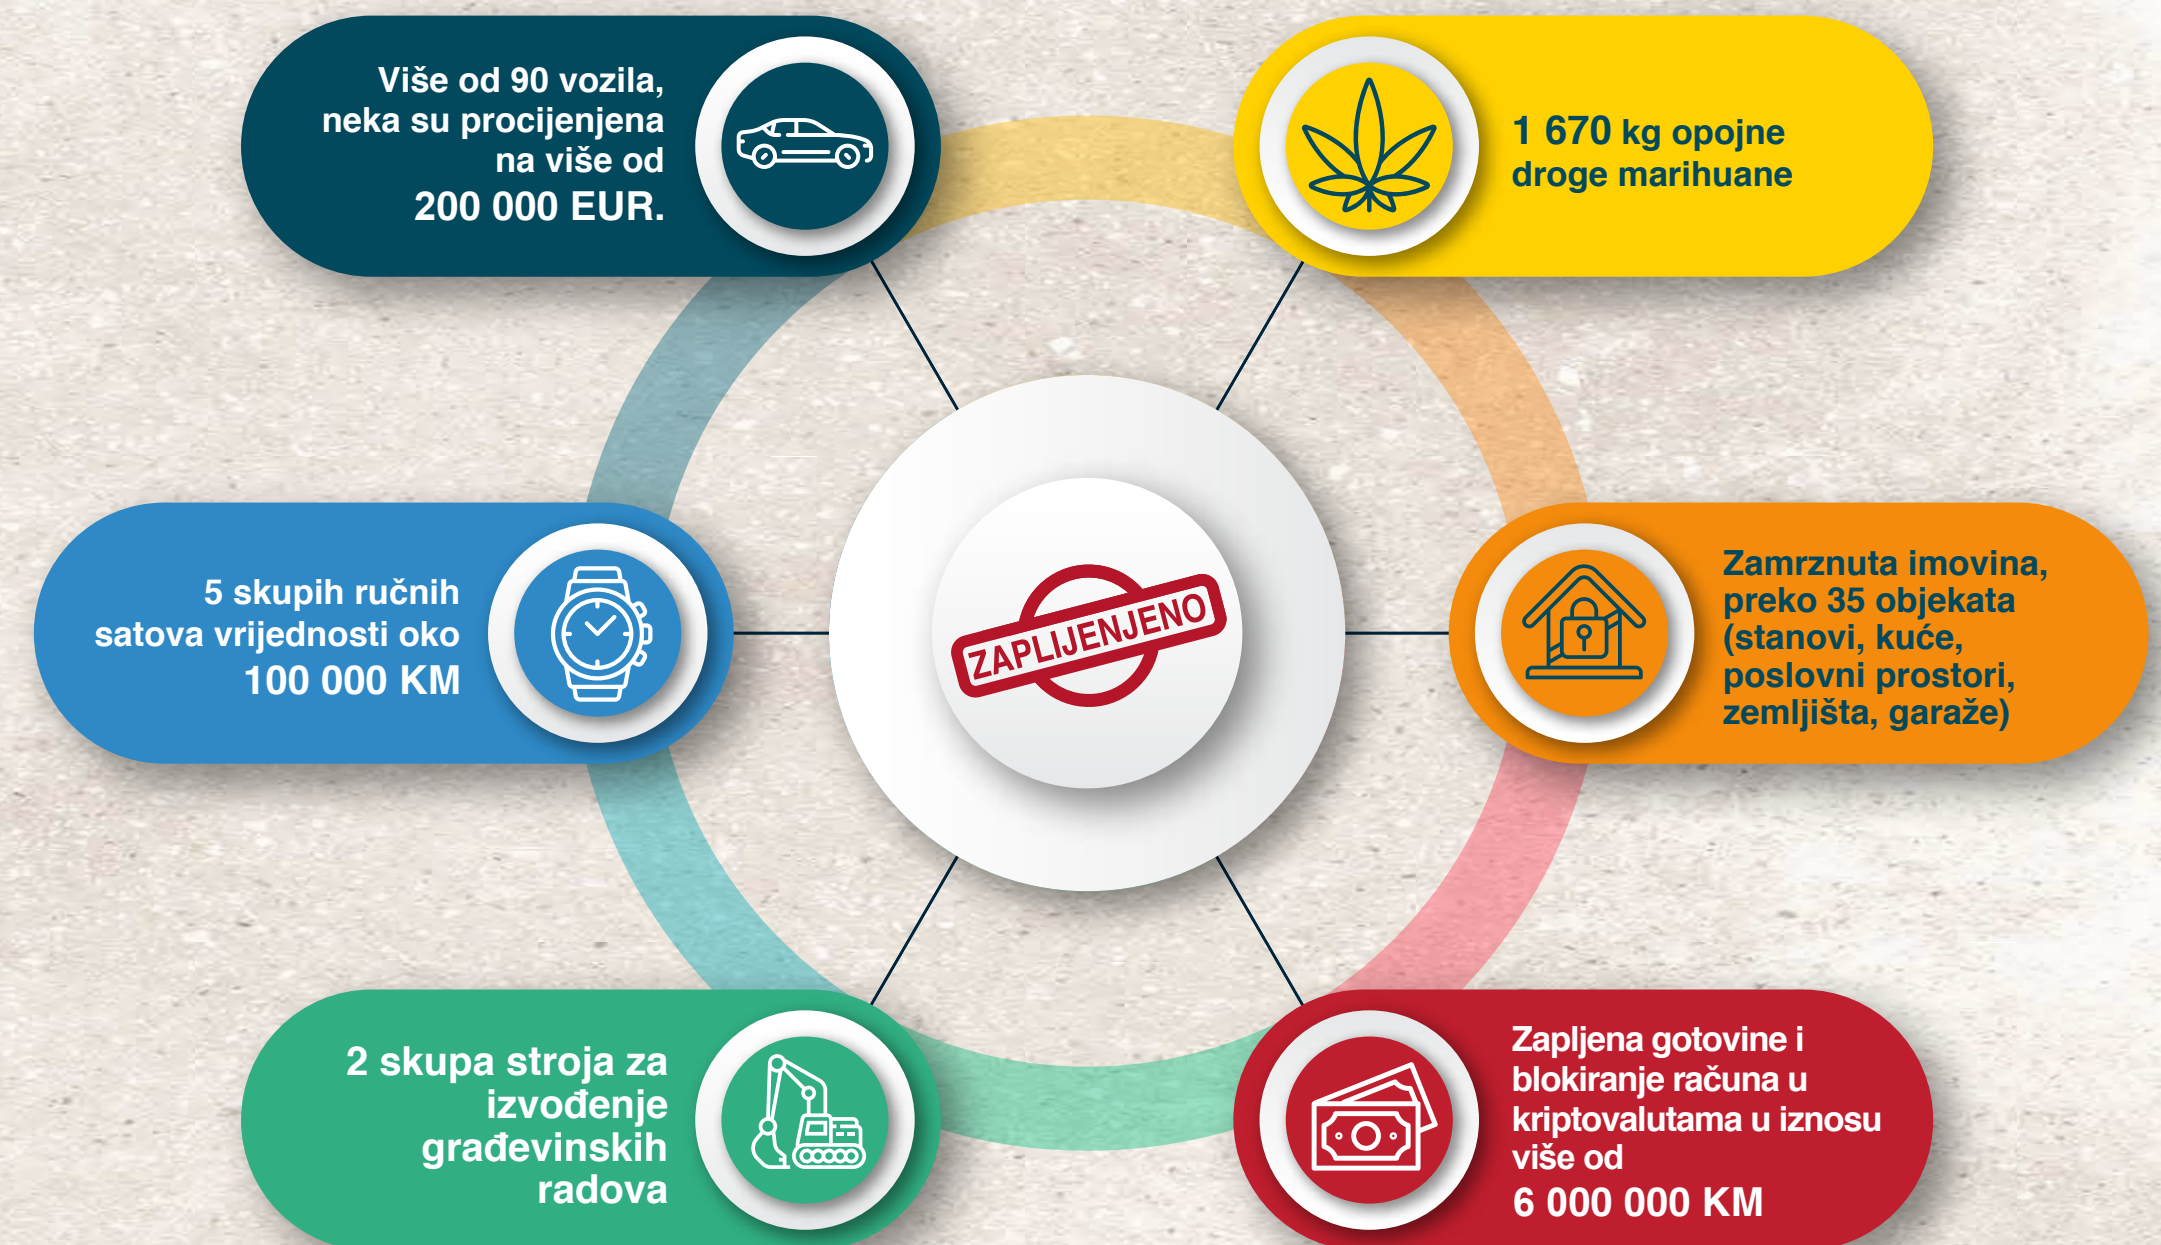 Više od 90 vozila,
neka su procijenjena
na više od
200 000 EUR.
1 670 kg opojne
droge marihuane
5 skupih ručnih
satova vrijednosti oko
100 000 KM
ZAPLIJENJENO
Zamrznuta imovina,
preko 35 objekata
(stanovi, kuće,
poslovni prostori,
zemljišta, garaže)
2 skupa stroja za
izvođenje
građevinskih
radova
Zapljena gotovine i
blokiranje računa u
kriptovalutama u iznosu
više od
6 000 000 KM